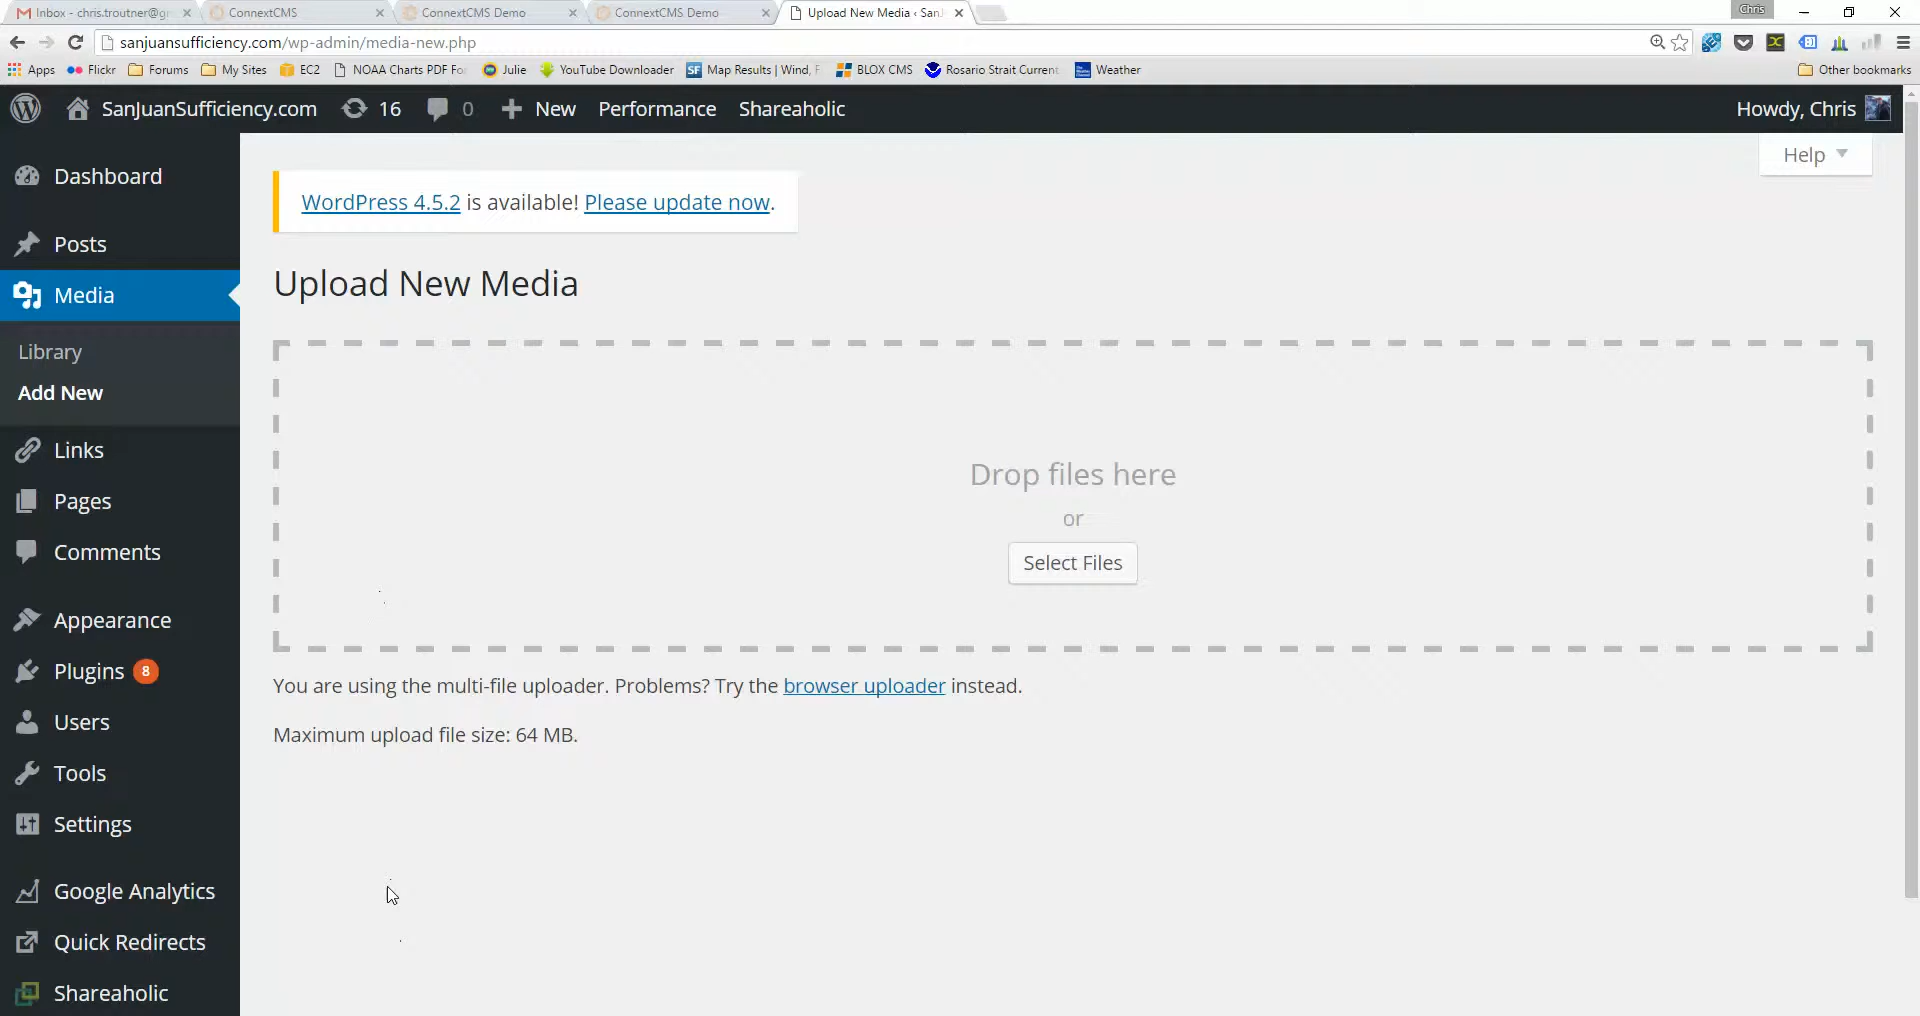 Inbox - chris.troutner@gr
ConnextCMS
ConnextCMS Demo
ConnextCMS Demo
Upload New Media ‹ SanJ
Chris
sanjuansufficiency.com/wp-admin/media-new.php
Apps
Flickr
Forums
My Sites
EC2
NOAA Charts PDF Fo
Julie
YouTube Downloader
SF Map Results | Wind, F
BLOX CMS
Rosario Strait Current
Weather
Other bookmarks
SanJuanSufficiency.com
16
0
New
Performance
Shareaholic
Howdy, Chris
Help
Dashboard
Posts
Media
Library
Add New
Links
Pages
Comments
Appearance
Plugins 8
Users
Tools
Settings
Google Analytics
Quick Redirects
Shareaholic
WordPress 4.5.2 is available! Please update now.
Upload New Media
Drop files here
or
Select Files
You are using the multi-file uploader. Problems? Try the browser uploader instead.
Maximum upload file size: 64 MB.